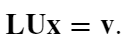 LUx = v.